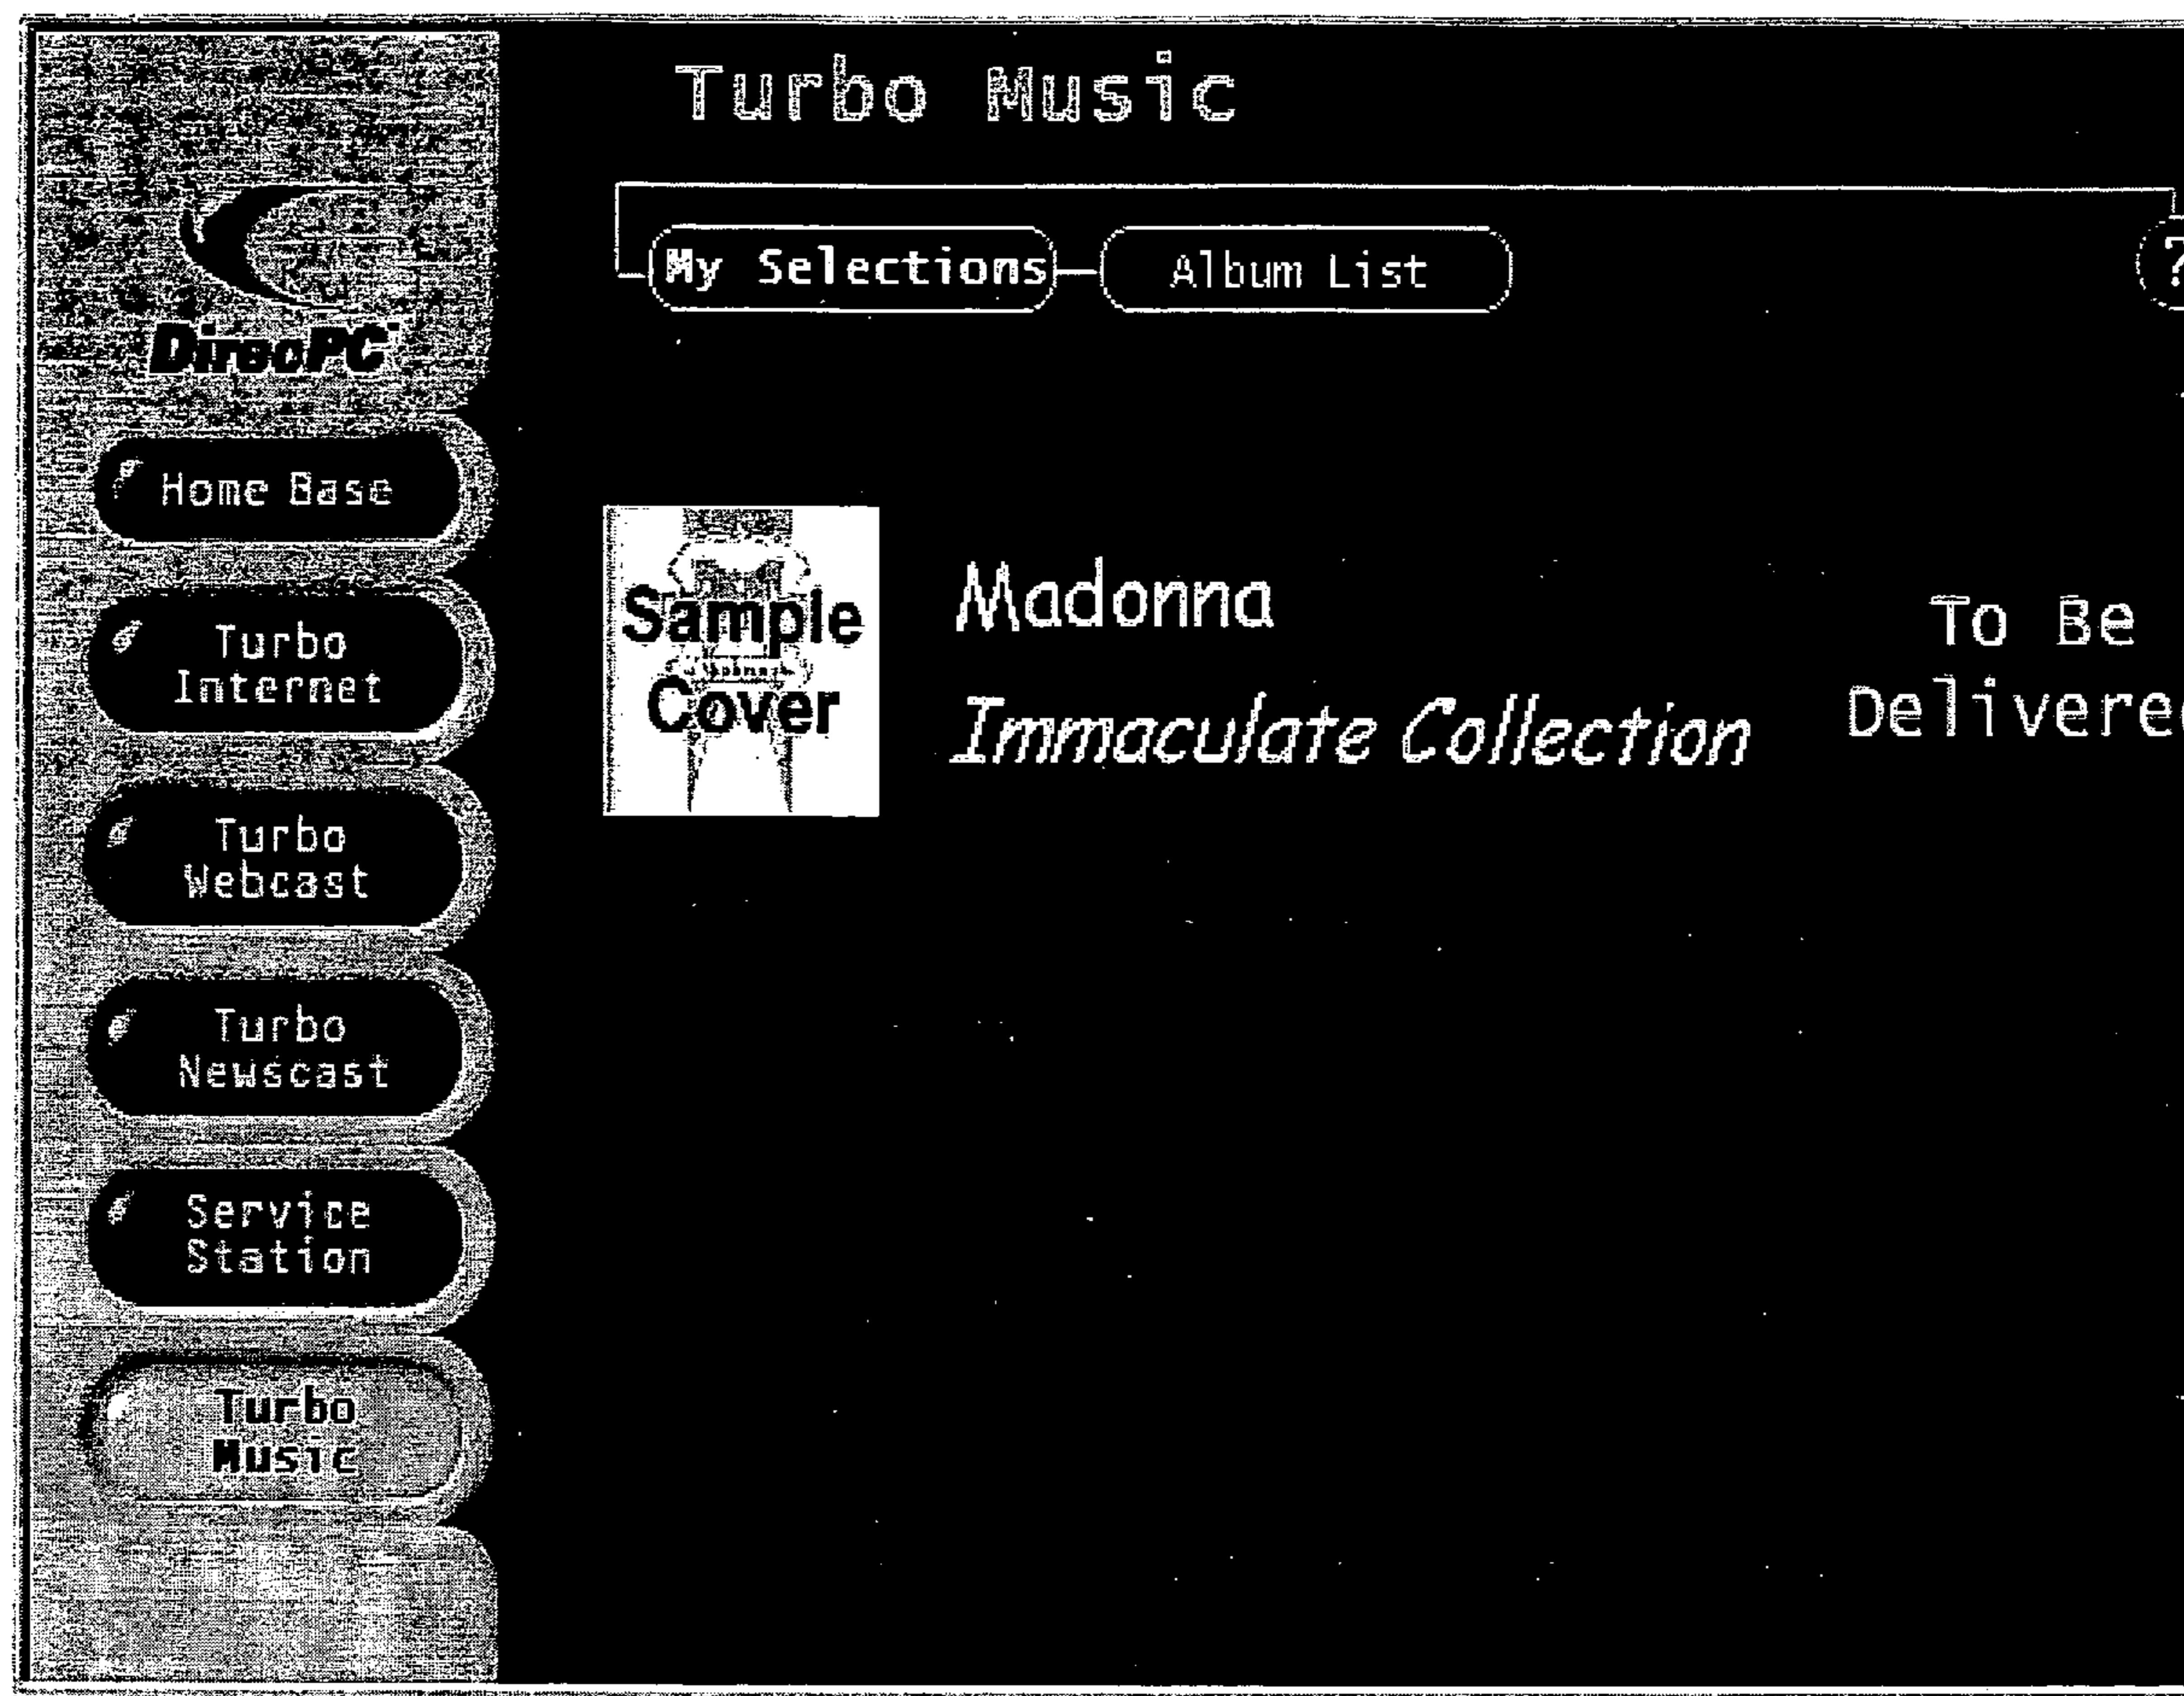 Turbo Music
My Selections
Album List
?
DirecPC
Home Base
Turbo
Internet
Turbo
Webcast
Turbo
Newscast
Service
Station
Turbo
Music
Sample
Cover
Madonna
Immaculate Collection
To Be
Delivered